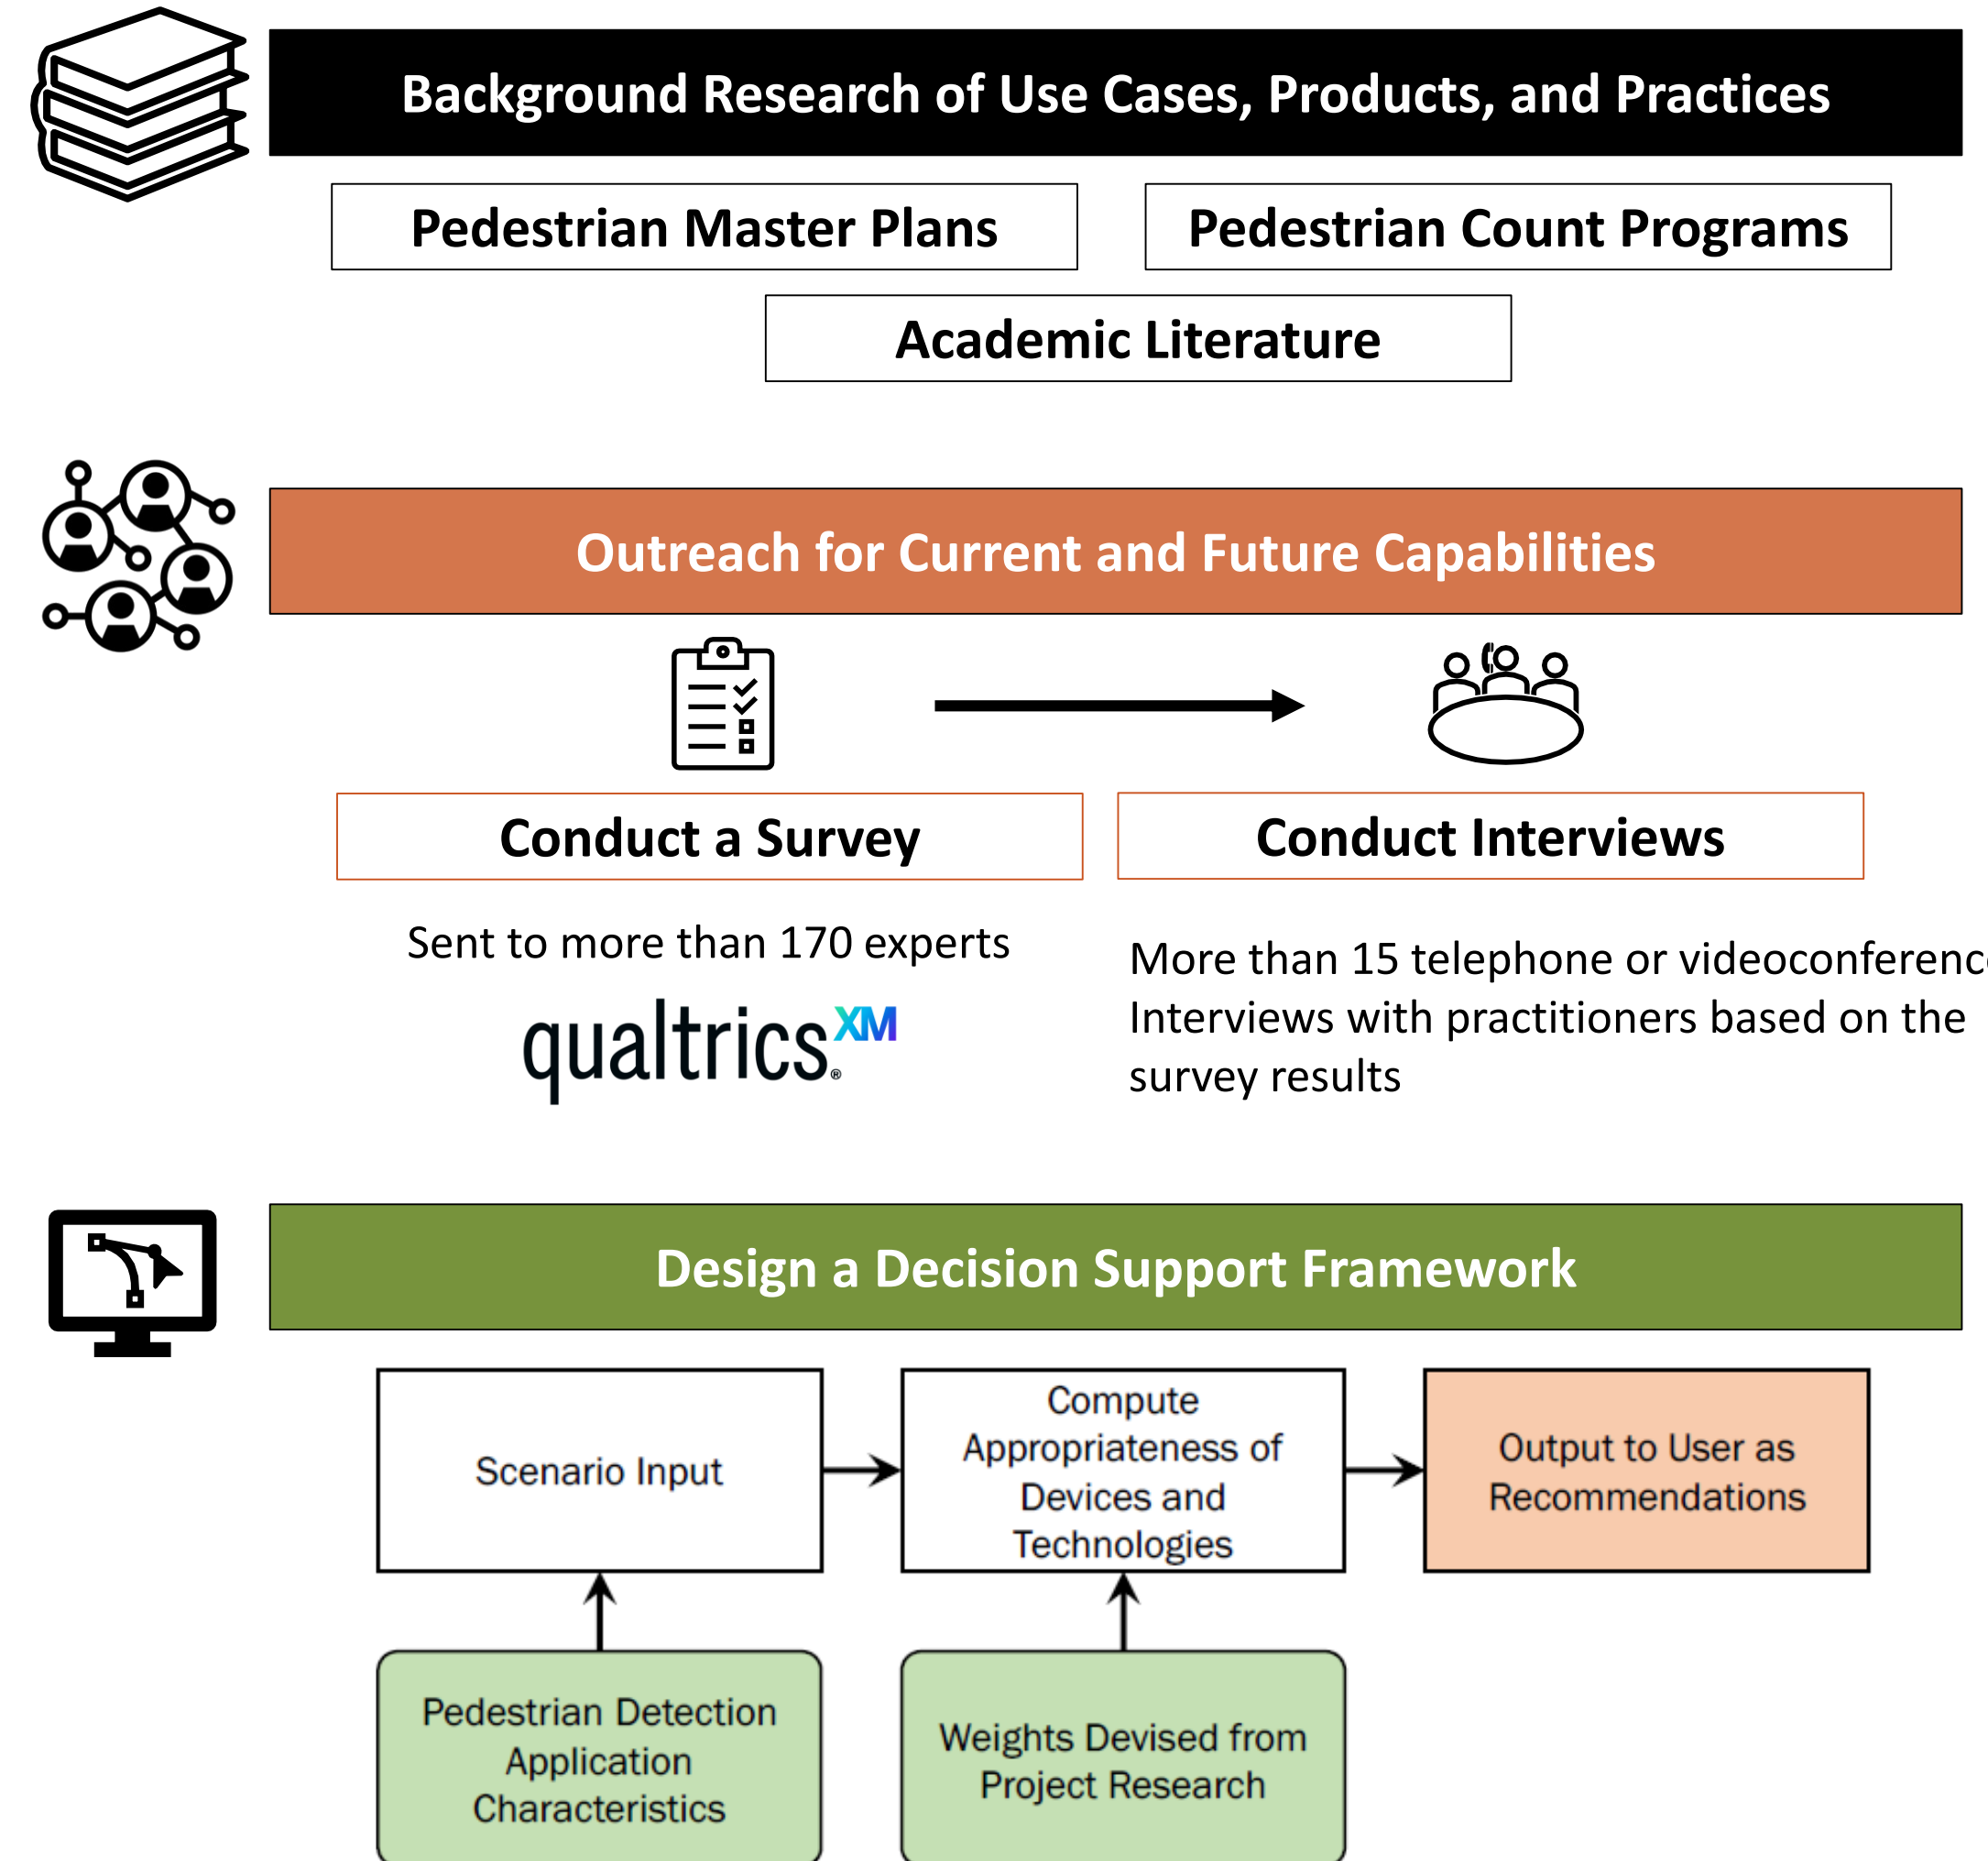 Background Research of Use Cases, Products, and Practices
Pedestrian Master Plans
Pedestrian Count Programs
Academic Literature
Outreach for Current and Future Capabilities
Conduct a Survey
Conduct Interviews
Sent to more than 170 experts
qualtrics®XM
More than 15 telephone or videoconference
Interviews with practitioners based on the
survey results
Design a Decision Support Framework
Scenario Input
Compute
Appropriateness of
Devices and
Technologies
Output to User as
Recommendations
Pedestrian Detection
Application
Characteristics
Weights Devised from
Project Research